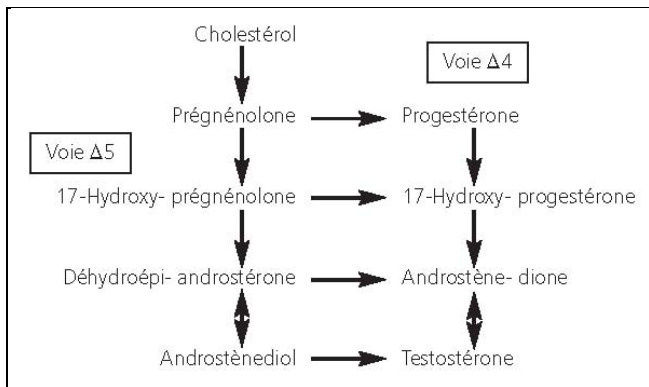 Cholestérol
Voie Δ4
Prégnénolone Progestérone
Voie Δ5
17-Hydroxy- prégnénolone 17-Hydroxy- progestérone
Déhydroépi- androstérone Androstène- dione
Androstènediol Testostérone